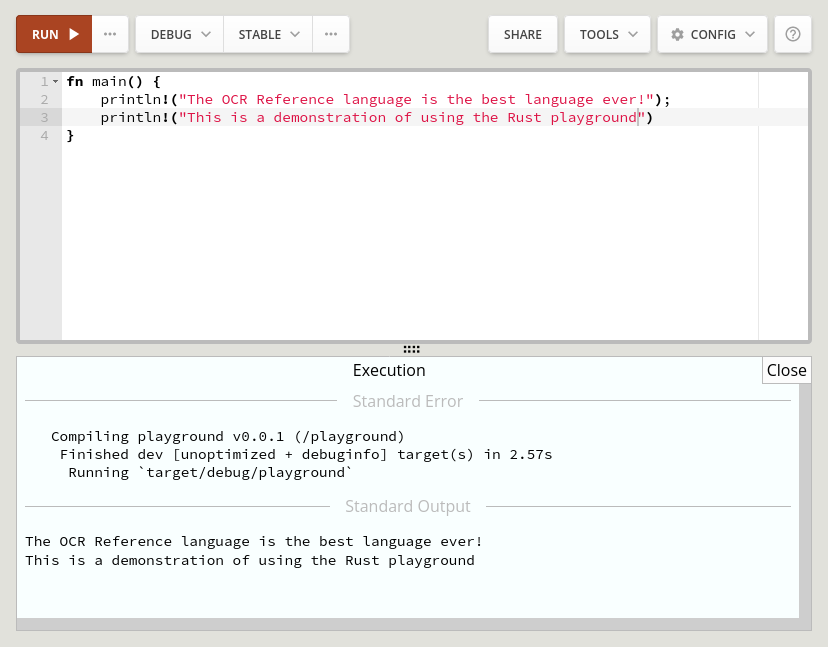 RUN ··· DEBUG STABLE ··· SHARE TOOLS CONFIG ?
1 fn main() {
2     println!("The OCR Reference language is the best language ever!");
3     println!("This is a demonstration of using the Rust playground")
4 }
Execution Close
Standard Error
   Compiling playground v0.0.1 (/playground)
    Finished dev [unoptimized + debuginfo] target(s) in 2.57s
     Running `target/debug/playground`
Standard Output
The OCR Reference language is the best language ever!
This is a demonstration of using the Rust playground